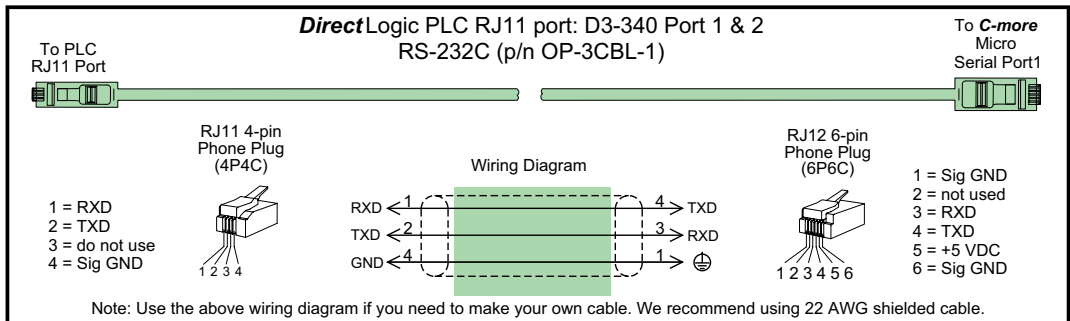 DirectLogic PLC RJ11 port: D3-340 Port 1 & 2
RS-232C (p/n OP-3CBL-1)
To PLC
RJ11 Port
To C-more
Micro
Serial Port1
RJ11 4-pin
Phone Plug
(4P4C)
1 = RXD
2 = TXD
3 = do not use
4 = Sig GND
1 2 3 4
Wiring Diagram
RXD 1 4 TXD
TXD 2 3 RXD
GND 4 1
RJ12 6-pin
Phone Plug
(6P6C)
1 2 3 4 5 6
1 = Sig GND
2 = not used
3 = RXD
4 = TXD
5 = +5 VDC
6 = Sig GND
Note: Use the above wiring diagram if you need to make your own cable. We recommend using 22 AWG shielded cable.